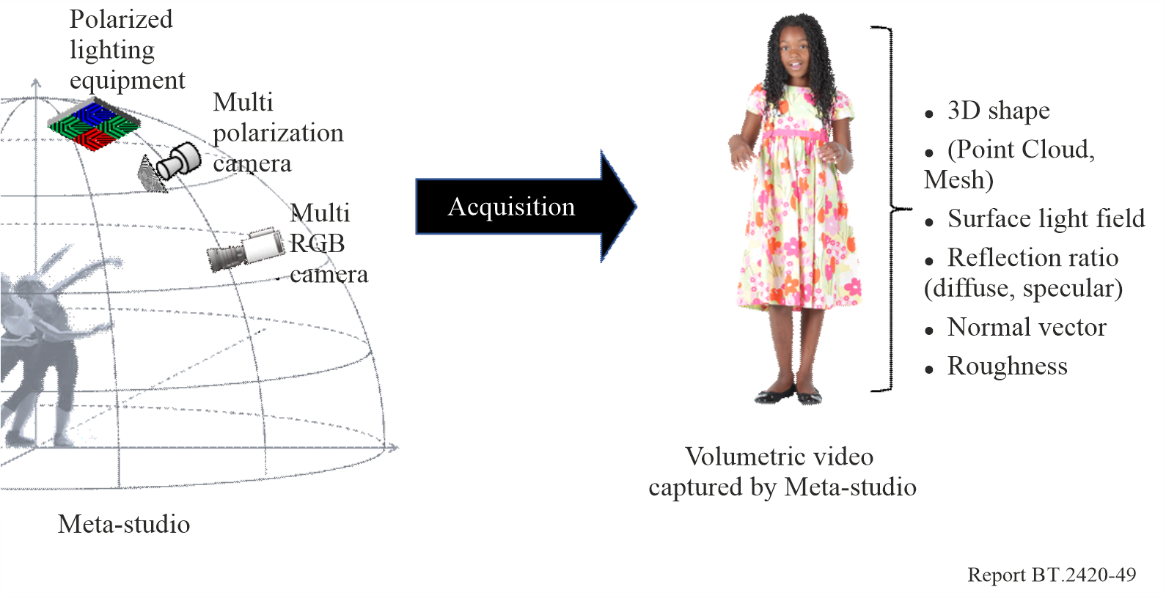 Polarized
lighting
equipment
Multi
polarization
camera
Multi
RGB
camera
Meta-studio
Acquisition
Volumetric video
captured by Meta-studio
• 3D shape
• (Point Cloud,
Mesh)
• Surface light field
• Reflection ratio
(diffuse, specular)
• Normal vector
• Roughness
Report BT.2420-49